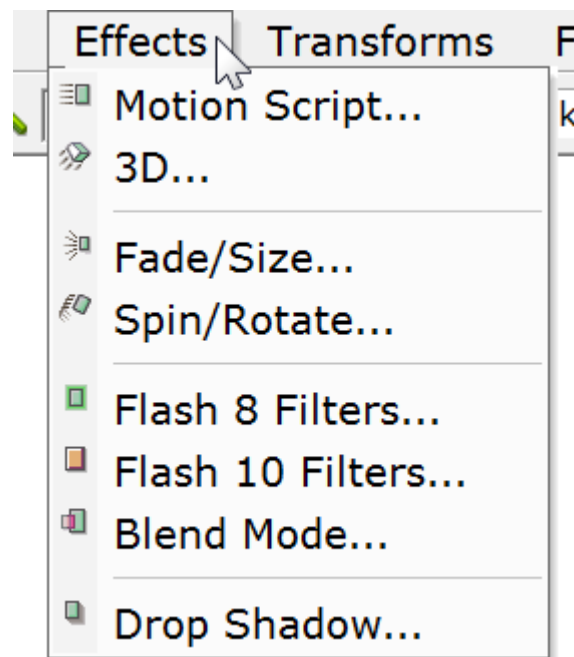 Effects Transforms F
Motion Script...
k
3D...
Fade/Size...
Spin/Rotate...
Flash 8 Filters...
Flash 10 Filters...
Blend Mode...
Drop Shadow...